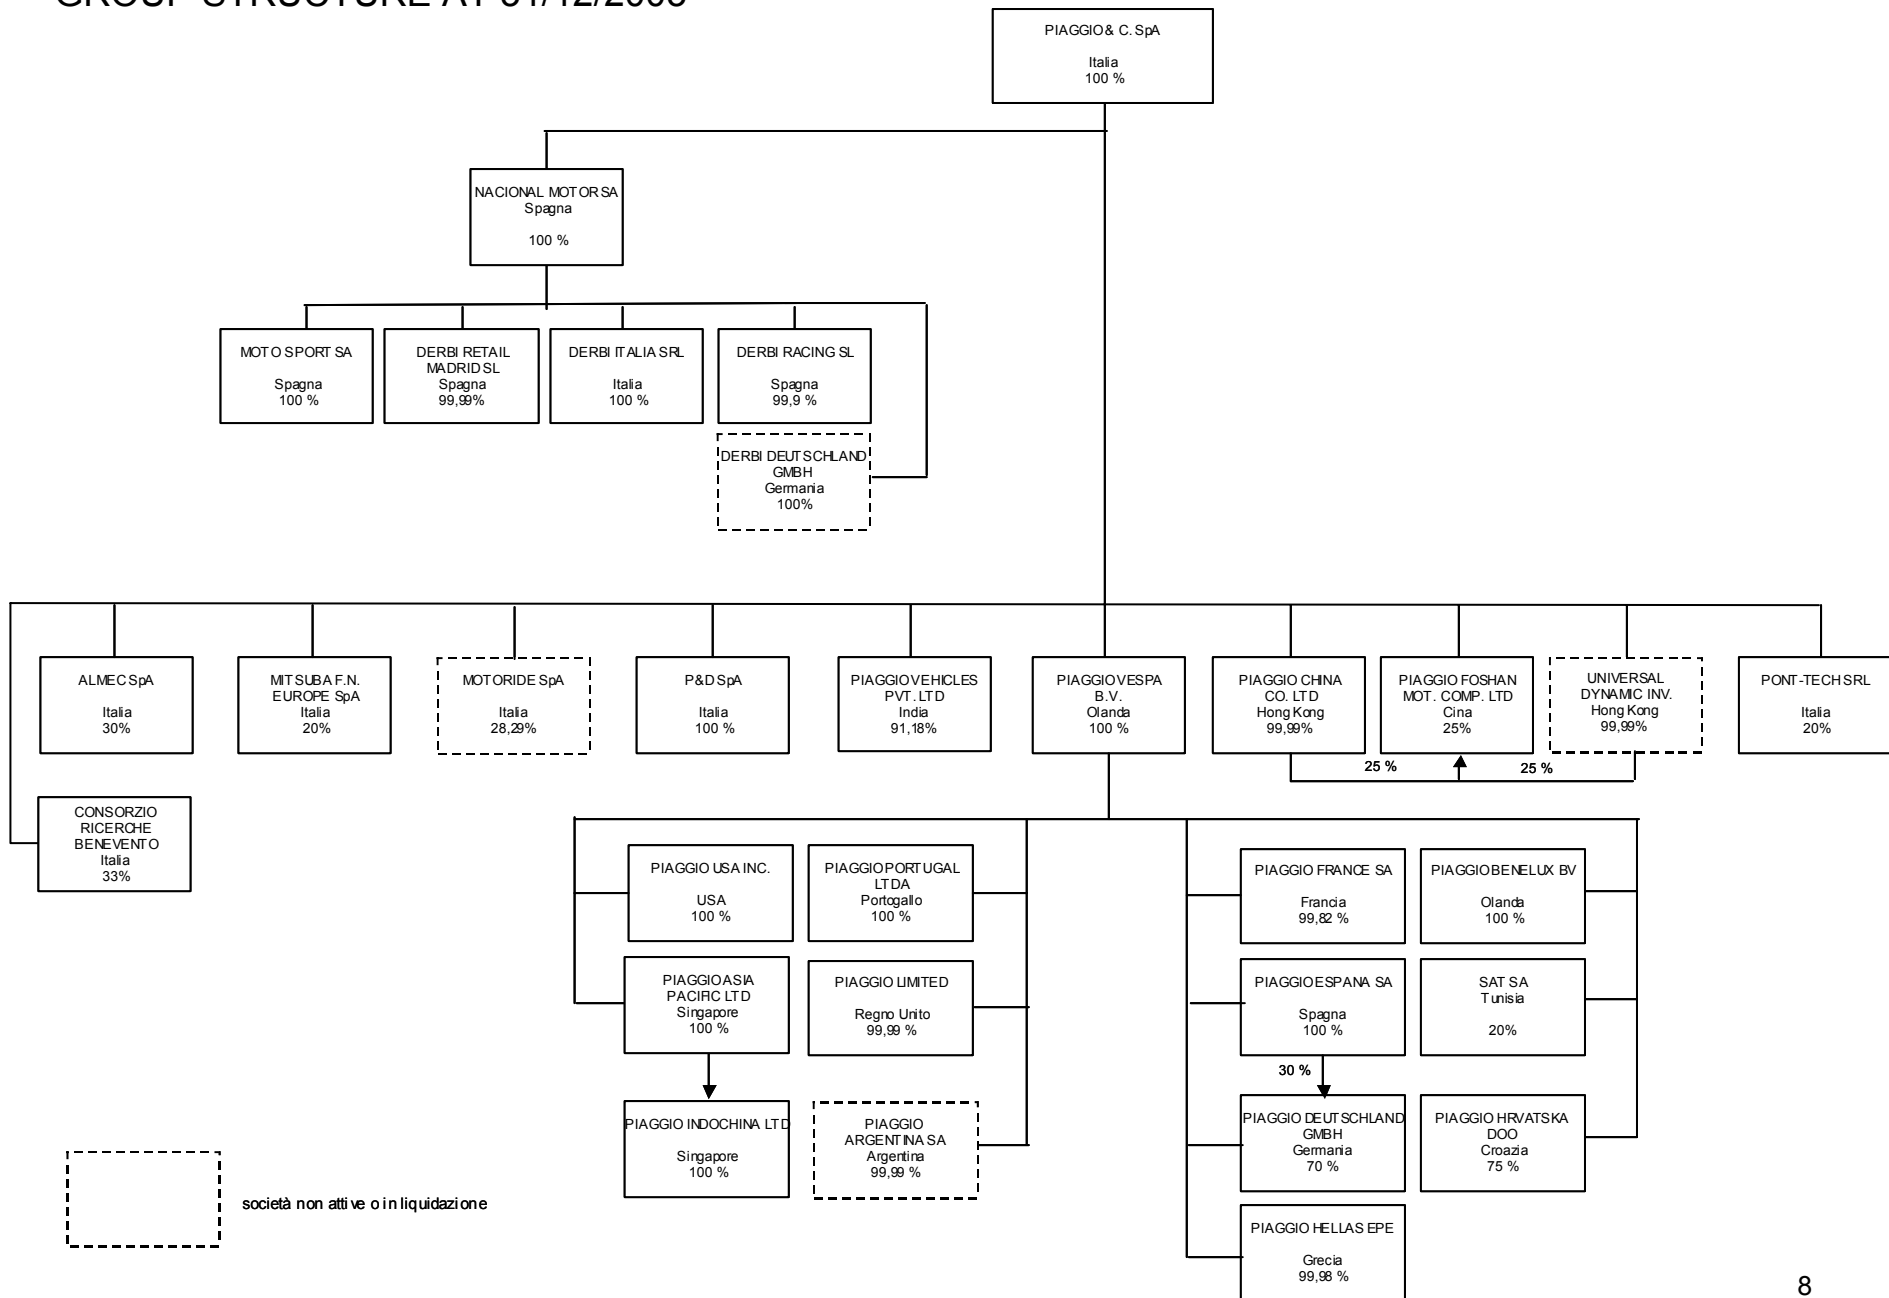 PIAGGIO & C. SpA
Italia
100 %
NACIONAL MOTOR SA
Spagna
100 %
MOTO SPORT SA
Spagna
100 %
DERBI RETAIL
MADRID SL
Spagna
99,99%
DERBI ITALIA SRL
Italia
100 %
DERBI RACING SL
Spagna
99,9 %
DERBI DEUTSCHLAND
GMBH
Germania
100%
ALMEC SpA
Italia
30%
MITSUBA F.N.
EUROPE SpA
Italia
20%
MOTORIDE SpA
Italia
28,29%
P&D SpA
Italia
100 %
PIAGGIO VEHICLES
PVT. LTD
India
91,18%
PIAGGIO VESPA
B.V.
Olanda
100 %
PIAGGIO CHINA
CO. LTD
Hong Kong
99,99%
PIAGGIO FOSHAN
MOT. COMP. LTD
Cina
25%
UNIVERSAL
DYNAMIC INV.
Hong Kong
99,99%
PONT-TECH SRL
Italia
20%
25 %
25 %
CONSORZIO
RICERCHE
BENEVENTO
Italia
33%
PIAGGIO USA INC.
USA
100 %
PIAGGIO PORTUGAL
LTDA
Portogallo
100 %
PIAGGIO FRANCE SA
Francia
99,82 %
PIAGGIO BENELUX BV
Olanda
100 %
PIAGGIO ASIA
PACIFIC LTD
Singapore
100 %
PIAGGIO LIMITED
Regno Unito
99,99 %
PIAGGIO ESPANA SA
Spagna
100 %
SAT SA
Tunisia
20%
30 %
PIAGGIO INDOCHINA LTD
Singapore
100 %
PIAGGIO
ARGENTINA SA
Argentina
99,99 %
PIAGGIO DEUTSCHLAND
GMBH
Germania
70 %
PIAGGIO HRVATSKA
DOO
Croazia
75 %
PIAGGIO HELLAS EPE
Grecia
99,98 %
società non attive o in liquidazione
8